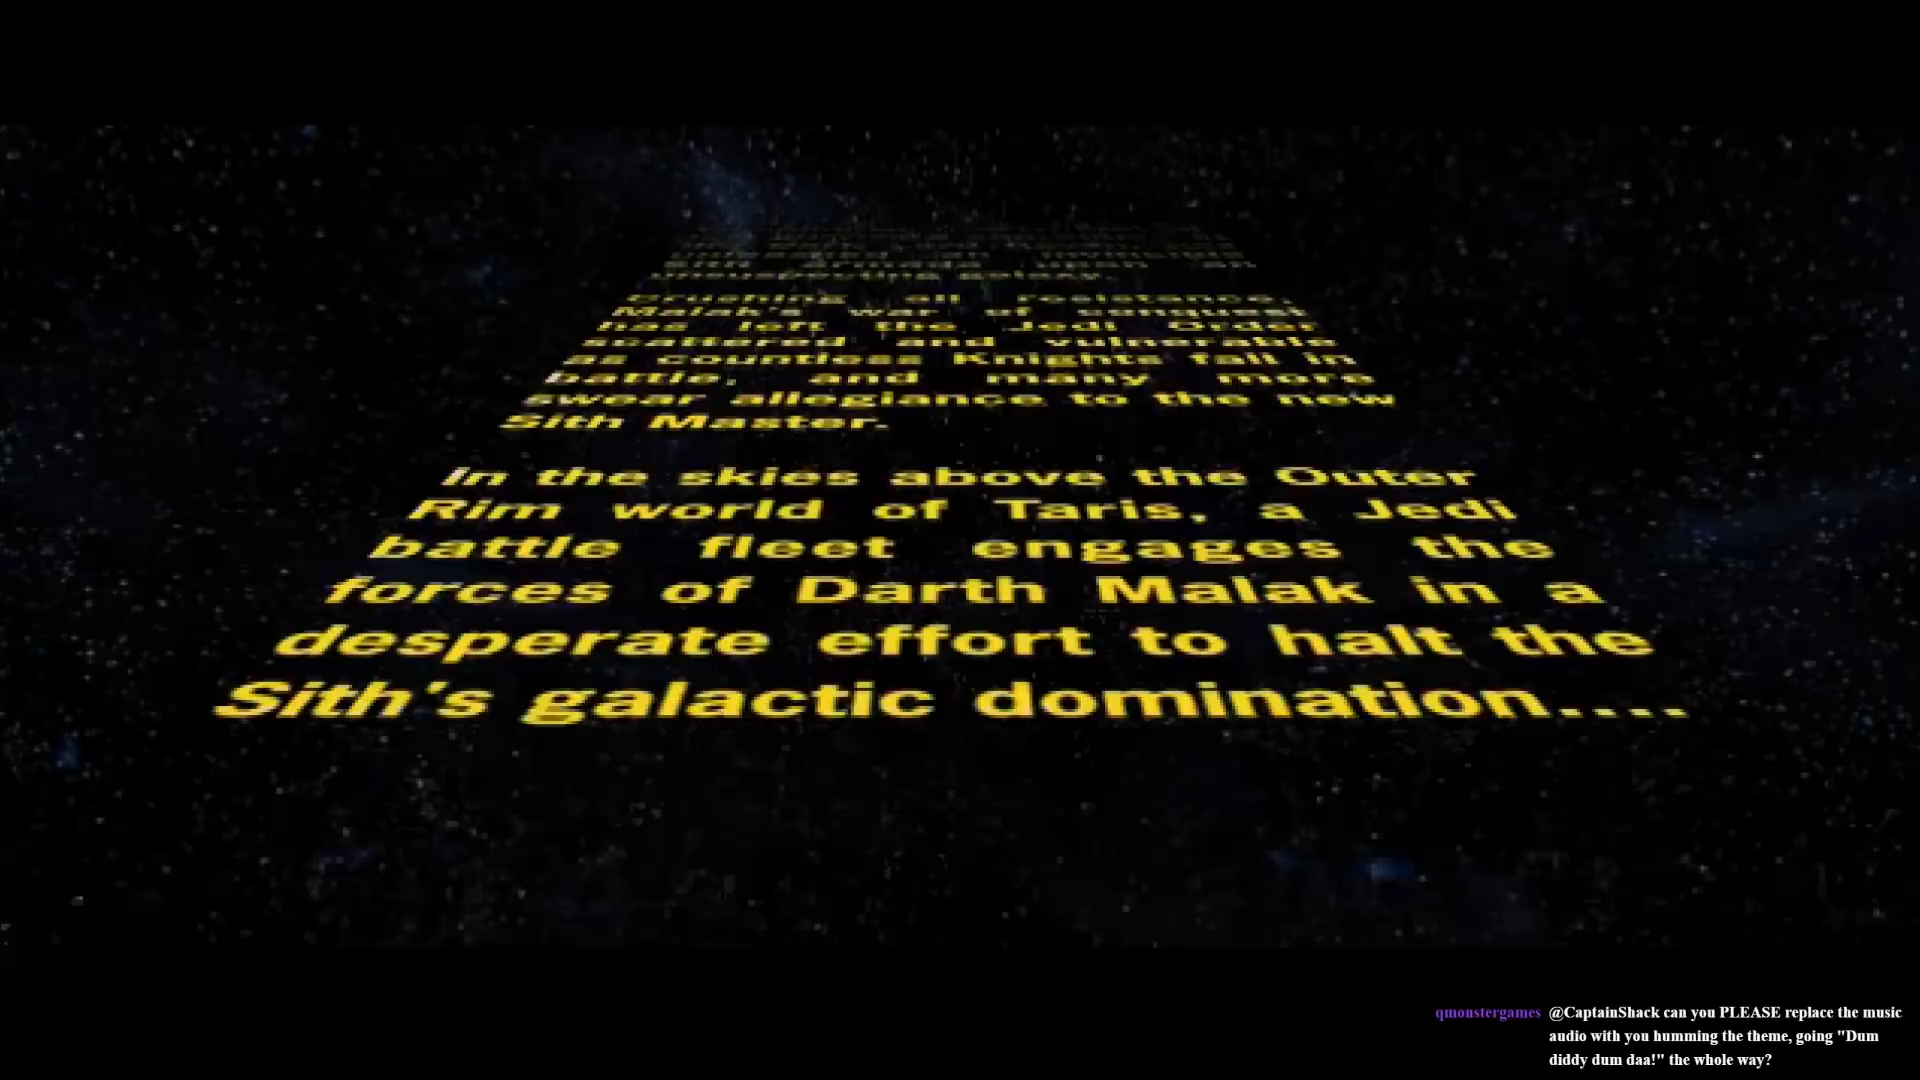 unsuspecting galaxy.
Crushing all resistance,
Malak's war of conquest
has left the Jedi Order
scattered and vulnerable
as countless Knights fall in
battle, and many more
swear allegiance to the new
Sith Master.
In the skies above the Outer
Rim world of Taris, a Jedi
battle fleet engages the
forces of Darth Malak in a
desperate effort to halt the
Sith's galactic domination....
qmonstergames @CaptainShack can you PLEASE replace the music
audio with you humming the theme, going "Dum
diddy dum daa!" the whole way?